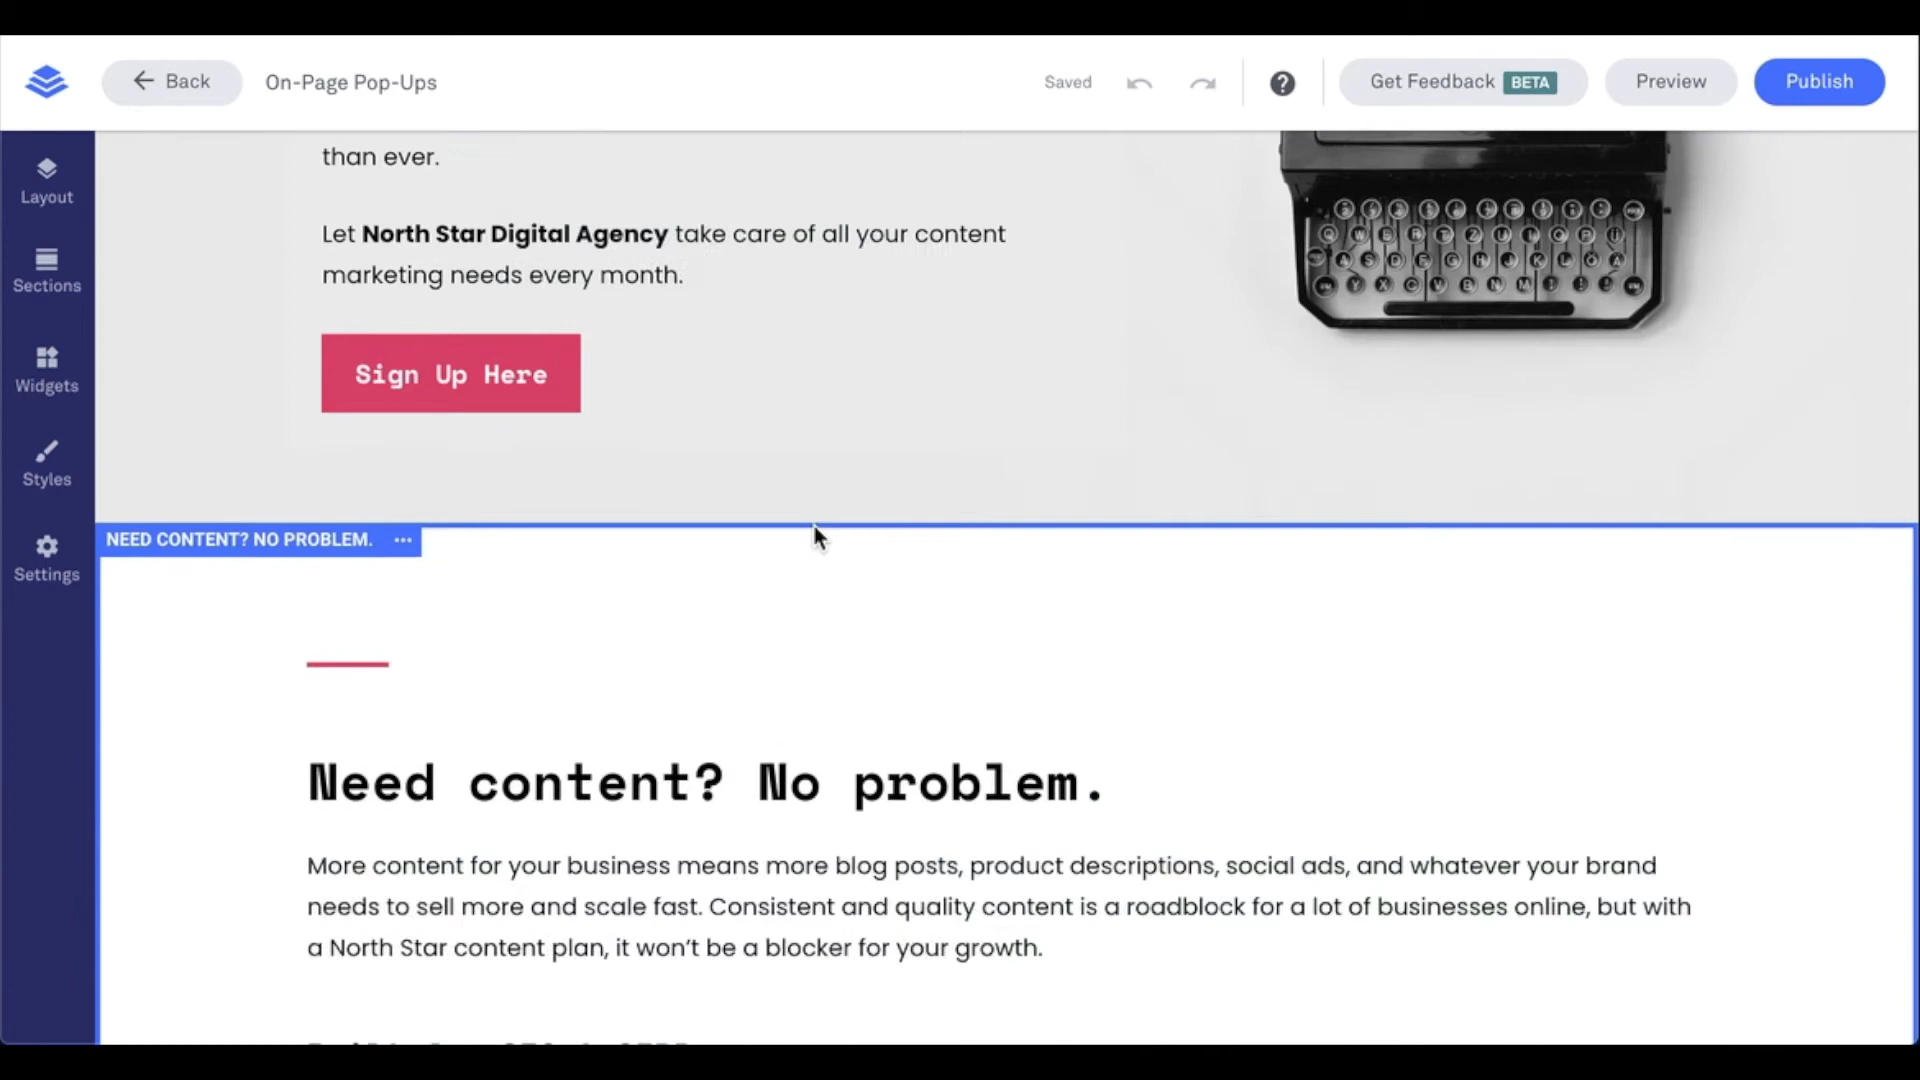 Back
On-Page Pop-Ups
Saved
Get Feedback BETA
Preview
Publish
Layout
Sections
Widgets
Styles
Settings
than ever.
Let North Star Digital Agency take care of all your content
marketing needs every month.
Sign Up Here
NEED CONTENT? NO PROBLEM.
Need content? No problem.
More content for your business means more blog posts, product descriptions, social ads, and whatever your brand
needs to sell more and scale fast. Consistent and quality content is a roadblock for a lot of businesses online, but with
a North Star content plan, it won't be a blocker for your growth.